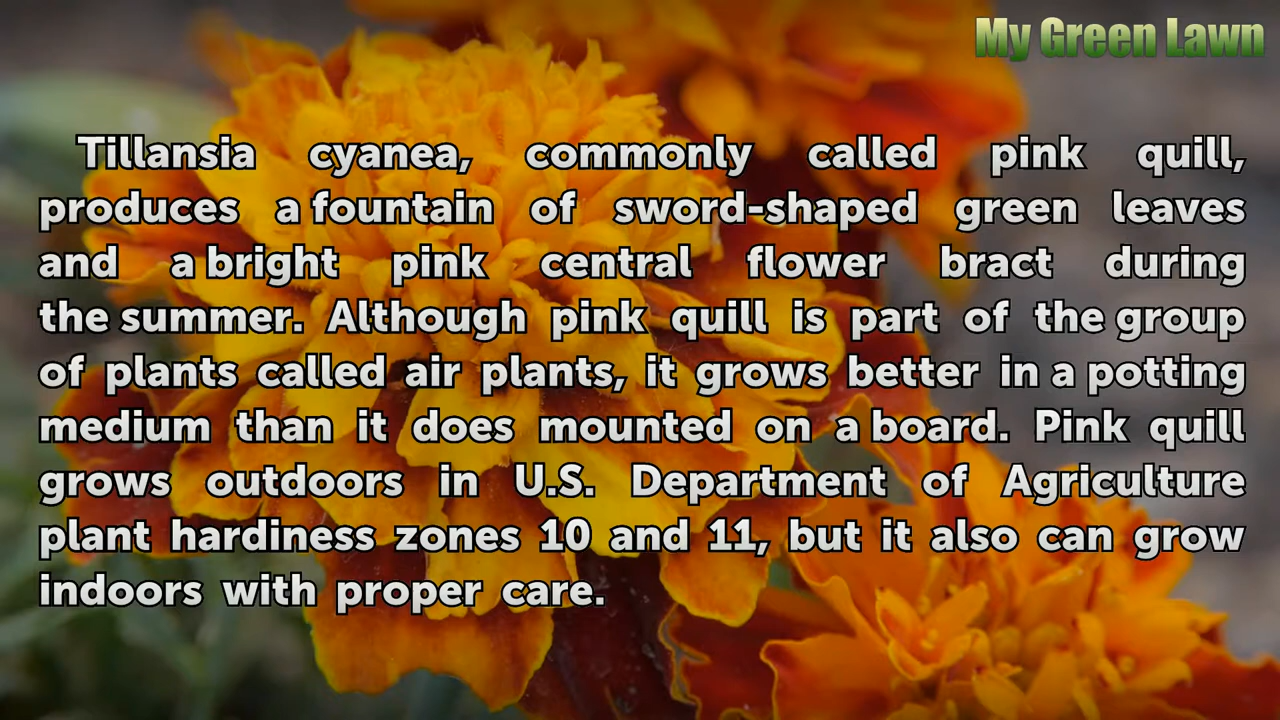 My Green Lawn
Tillansia cyanea, commonly called pink quill,
produces a fountain of sword-shaped green leaves
and a bright pink central flower bract during
the summer. Although pink quill is part of the group
of plants called air plants, it grows better in a potting
medium than it does mounted on a board. Pink quill
grows outdoors in U.S. Department of Agriculture
plant hardiness zones 10 and 11, but it also can grow
indoors with proper care.